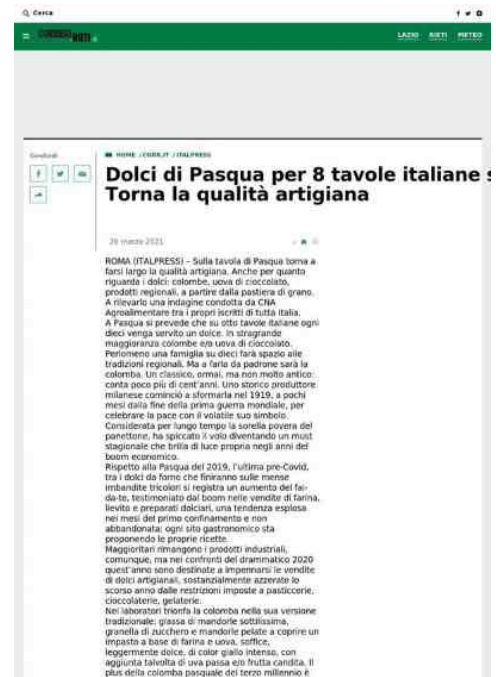 Cerca
LAZIO RIETI METEO
Condividi
HOME / CORR.IT / ITALPRESS
Dolci di Pasqua per 8 tavole italiane s
Torna la qualità artigiana
26 marzo 2021
ROMA (ITALPRESS) – Sulla tavola di Pasqua torna a
farsi largo la qualità artigiana. Anche per quanto
riguarda i dolci: colombe, uova di cioccolato,
prodotti regionali, a partire dalla pastiera di grano.
A rilevarlo una indagine condotta da CNA
Agroalimentare tra i propri iscritti di tutta Italia.
A Pasqua si prevede che su otto tavole italiane ogni
dieci venga servito un dolce. In stragrande
maggioranza colombe e/o uova di cioccolato.
Perlomeno una famiglia su dieci farà spazio alle
tradizioni regionali. Ma a farla da padrone sarà la
colomba. Un classico, ormai, ma non molto antico:
conta poco più di cent'anni. Uno storico produttore
milanese cominciò a sfornarla nel 1919, a pochi
mesi dalla fine della prima guerra mondiale, per
celebrare la pace con il volatile suo simbolo.
Considerata per lungo tempo la sorella povera del
panettone, ha spiccato il volo diventando un must
stagionale che brilla di luce propria negli anni del
boom economico.
Rispetto alla Pasqua del 2019, l'ultima pre-Covid,
tra i dolci da forno che finiranno sulle mense
imbandite tricolori si registra un aumento del fai-
da-te, testimoniato dal boom nelle vendite di farina,
lievito e preparati dolciari, una tendenza esplosa
nei mesi del primo confinamento e non
abbandonata: ogni sito gastronomico sta
proponendo le proprie ricette.
Maggioritari rimangono i prodotti industriali,
comunque, ma nei confronti del drammatico 2020
quest'anno sono destinate a impennarsi le vendite
di dolci artigianali, sostanzialmente azzerate lo
scorso anno dalle restrizioni imposte a pasticcerie,
cioccolaterie, gelaterie.
Nei laboratori trionfa la colomba nella sua versione
tradizionale: glassa di mandorle sottilissima,
granella di zucchero e mandorle pelate a coprire un
impasto a base di farina e uova, soffice,
leggermente dolce, di color giallo intenso, con
aggiunta talvolta di uva passa e/o frutta candita. Il
plus della colomba pasquale del terzo millennio è